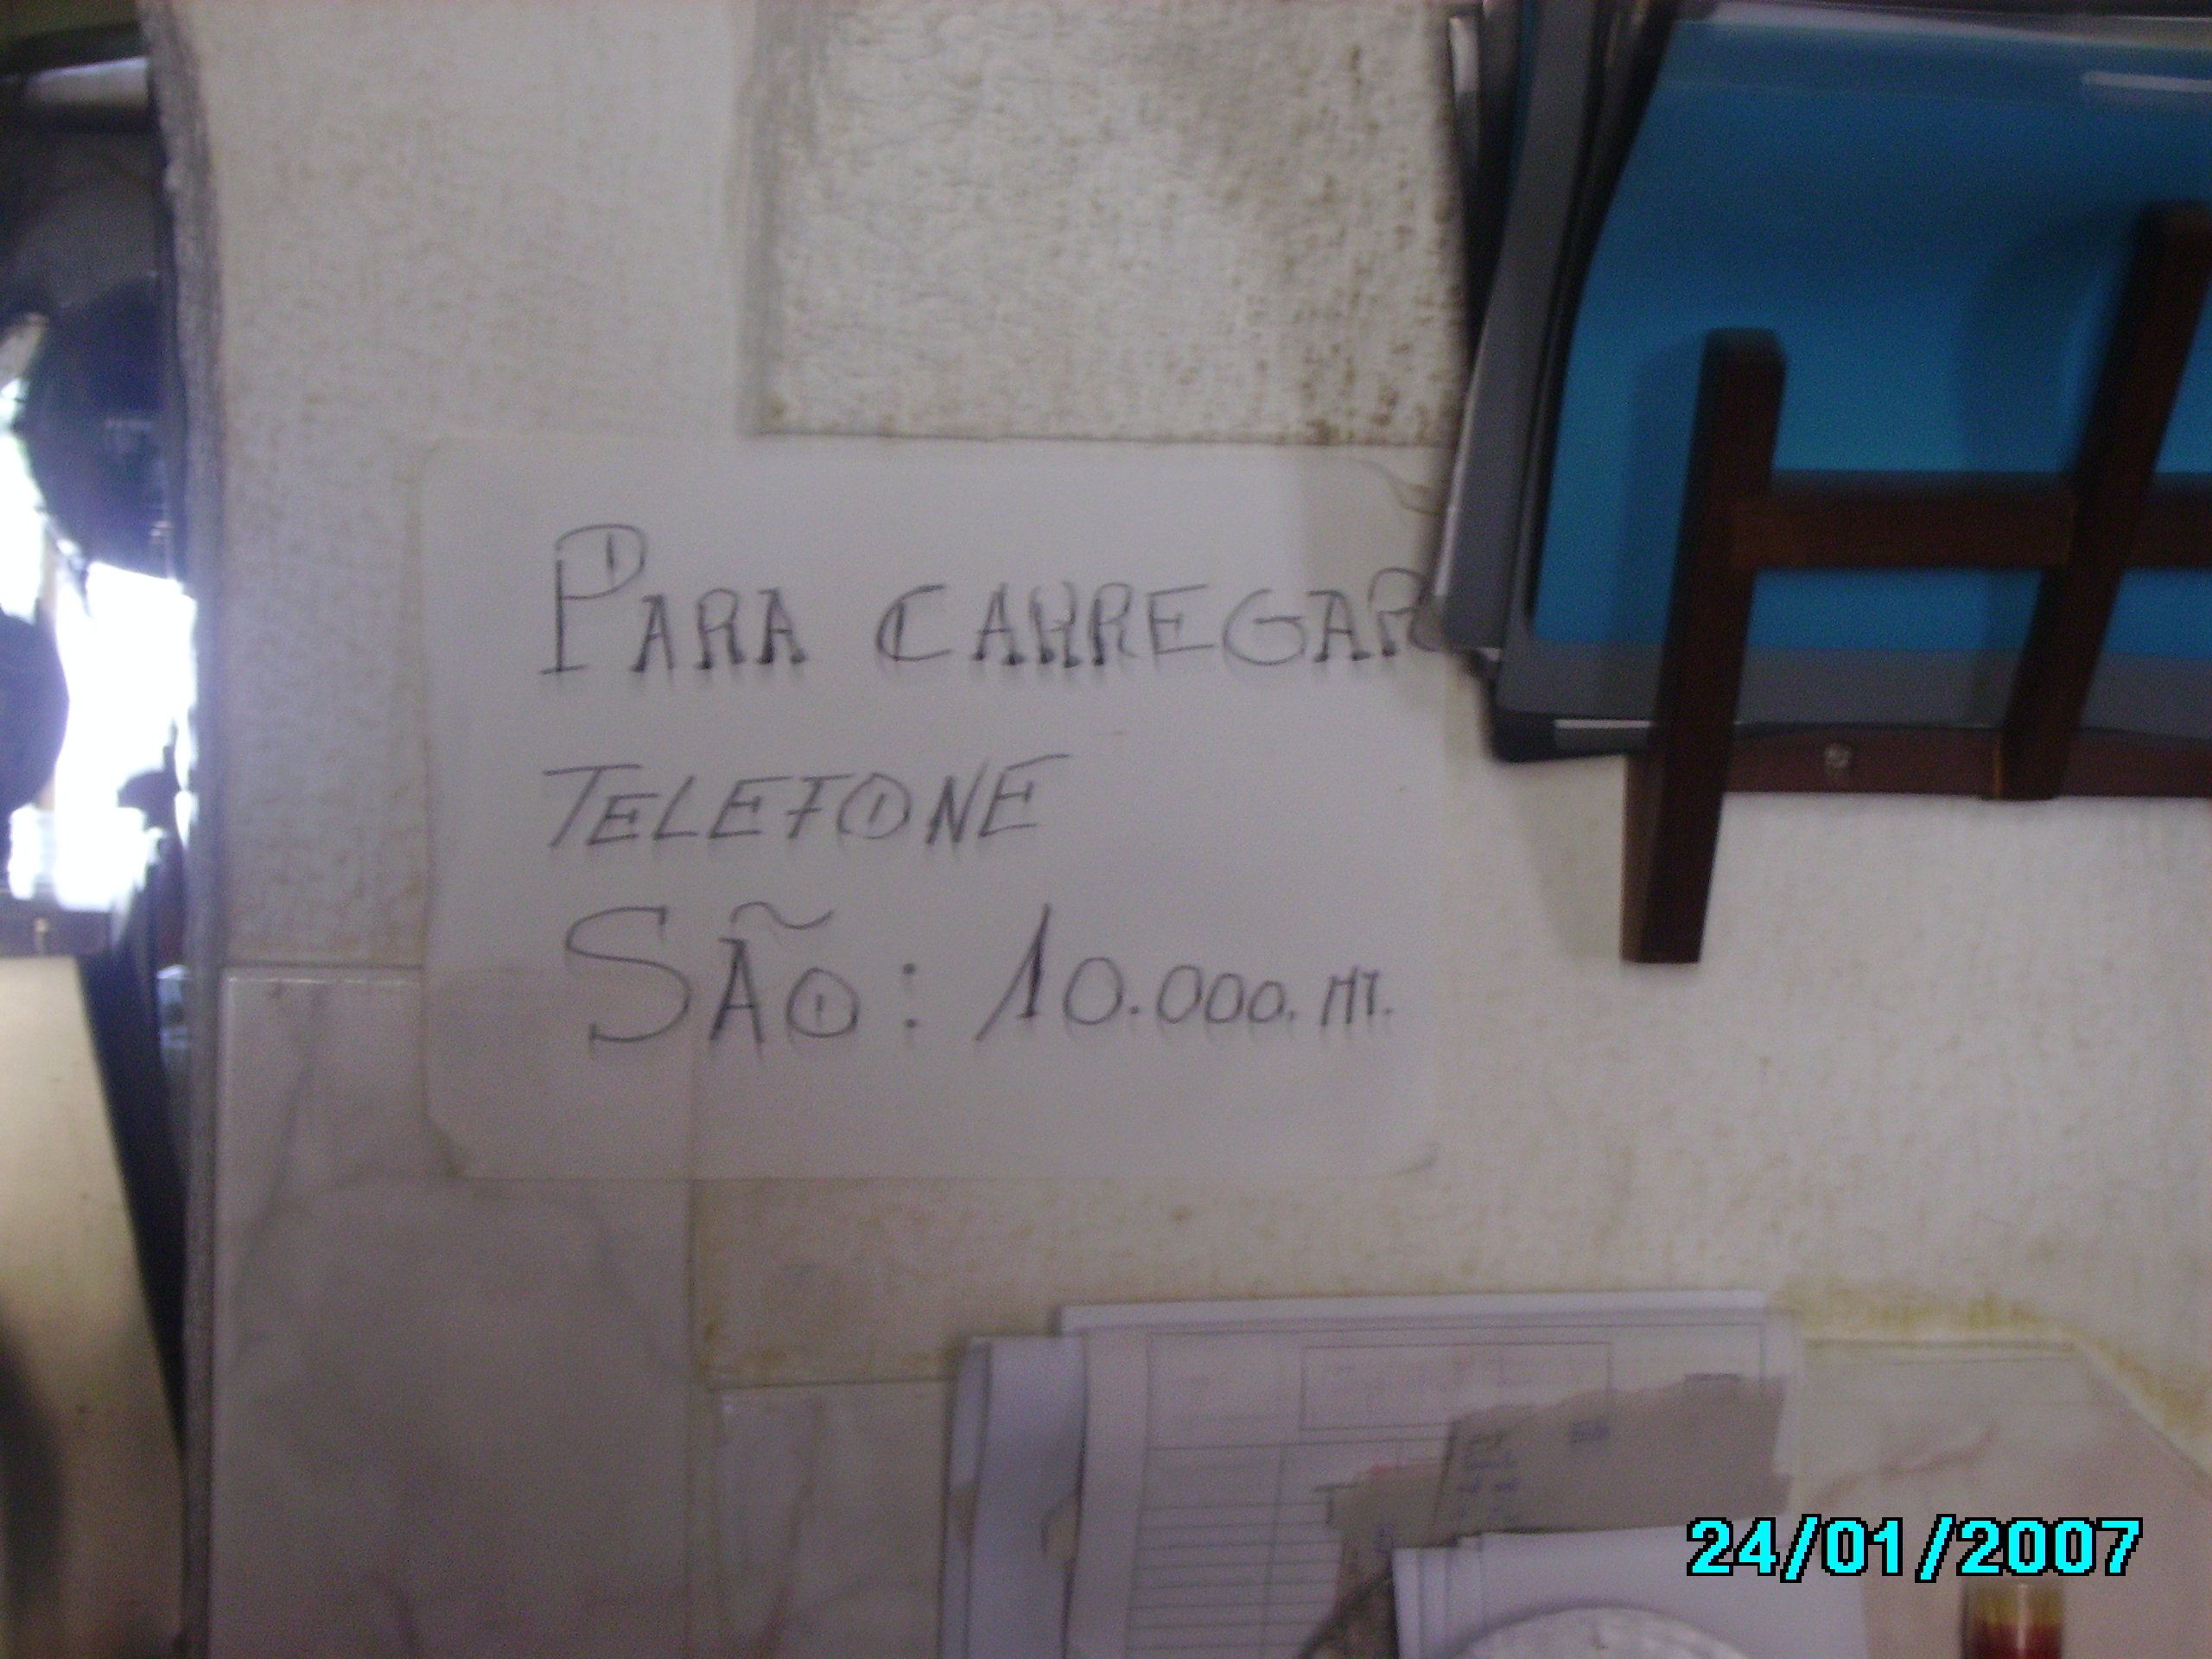 PARA CARREGAR
TELEFONE
SÃO: 10.000. MT.
24/01/2007